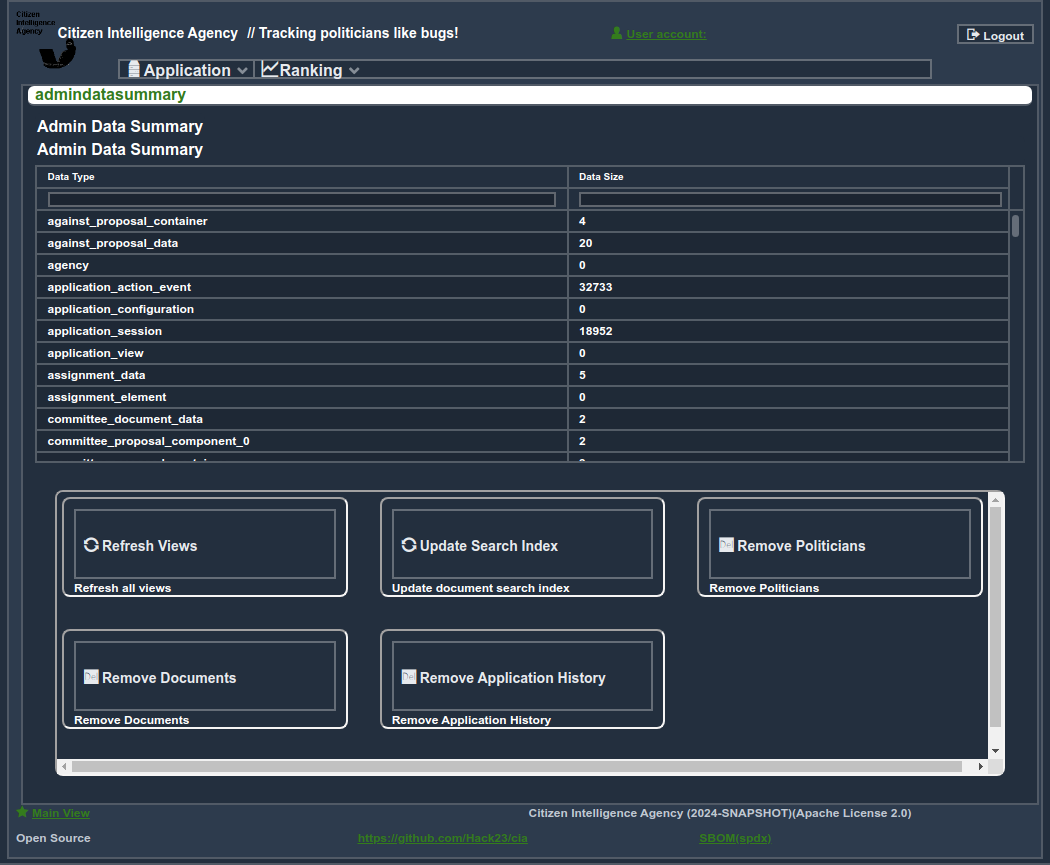 Citizen
Intelligence
Agency
Citizen Intelligence Agency // Tracking politicians like bugs!
User account:
Logout
Application
Ranking
admindatasummary
Admin Data Summary
Admin Data Summary
Data Type Data Size
against_proposal_container 4
against_proposal_data 20
agency 0
application_action_event 32733
application_configuration 0
application_session 18952
application_view 0
assignment_data 5
assignment_element 0
committee_document_data 2
committee_proposal_component_0 2
Refresh Views
Refresh all views
Update Search Index
Update document search index
Del Remove Politicians
Remove Politicians
Del Remove Documents
Remove Documents
Del Remove Application History
Remove Application History
Main View
Citizen Intelligence Agency (2024-SNAPSHOT)(Apache License 2.0)
Open Source
https://github.com/Hack23/cia
SBOM(spdx)